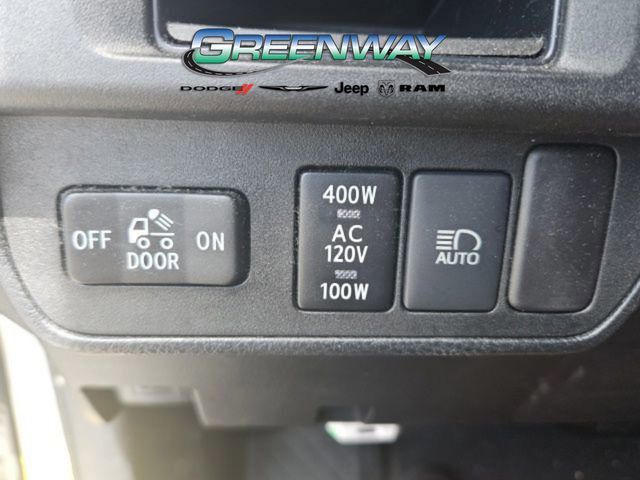 GREENWAY
DODGE Jeep RAM
OFF DOOR ON
400W
AC
120V
100W
AUTO